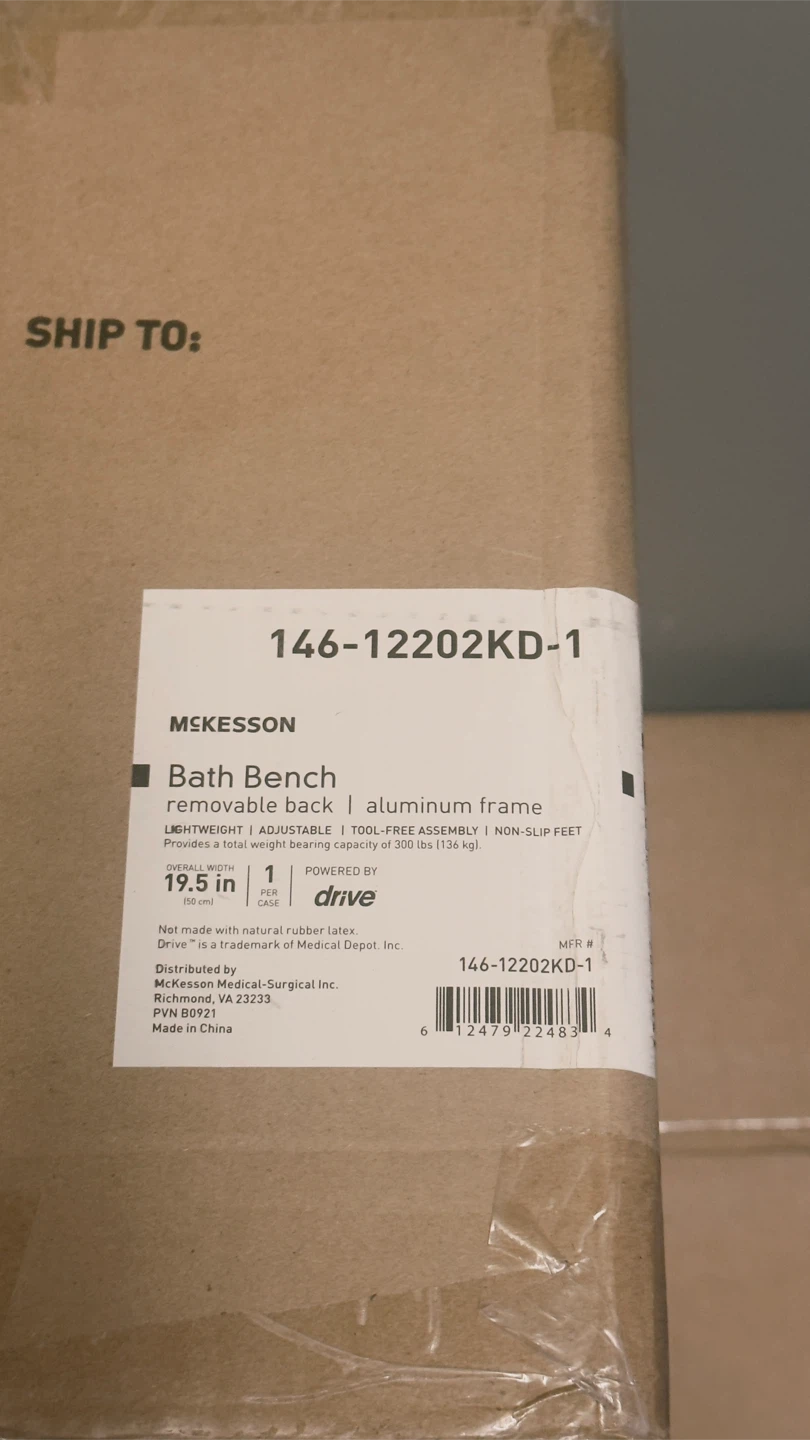 SHIP TO:
146-12202KD-1
McKESSON
Bath Bench
removable back | aluminum frame
LIGHTWEIGHT | ADJUSTABLE | TOOL-FREE ASSEMBLY | NON-SLIP FEET
Provides a total weight bearing capacity of 300 lbs (136 kg).
OVERALL WIDTH
19.5 in
(50 cm)
1
PER
CASE
POWERED BY
drive
Not made with natural rubber latex.
Drive™ is a trademark of Medical Depot. Inc.
Distributed by
McKesson Medical-Surgical Inc.
Richmond, VA 23233
PVN B0921
Made in China
MFR #
146-12202KD-1
6 12479 22483 4